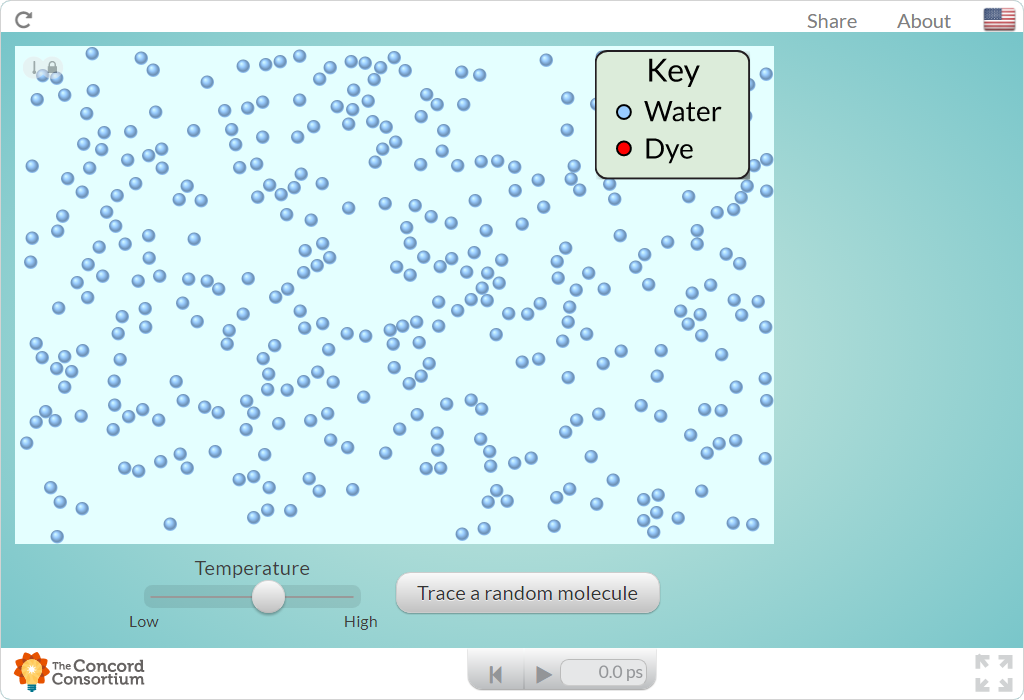 Share About
Key
Water
Dye
Temperature
Low High
Trace a random molecule
The Concord
Consortium
0.0 ps